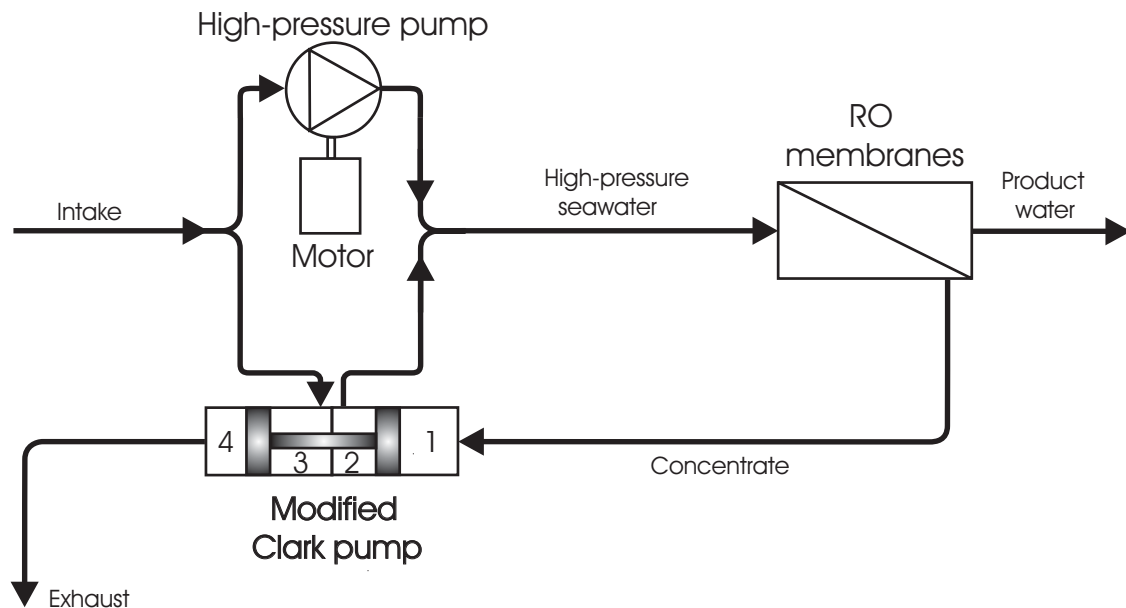 High-pressure pump
RO
membranes
High-pressure
seawater
Product
water
Intake
Motor
4
3
2
1
Concentrate
Modified
Clark pump
Exhaust